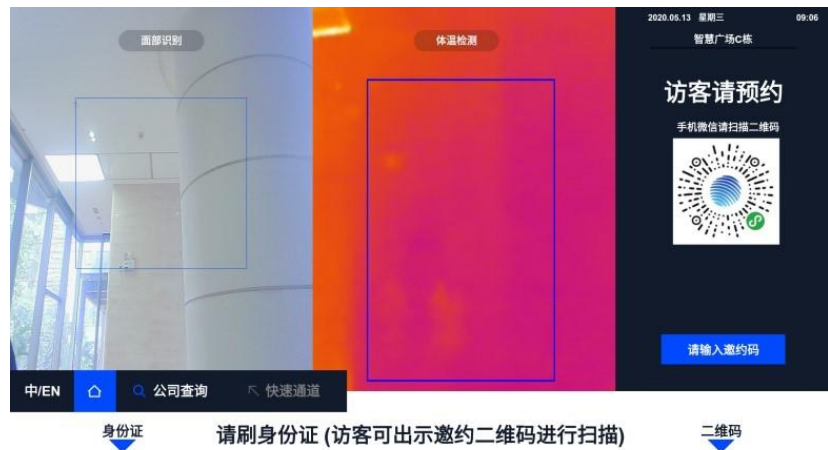 面部识别
体温检测
2020.05.13 星期三 09:06
智慧广场C栋
访客请预约
手机微信请扫描二维码
请输入邀约码
中/EN 公司查询 快速通道
身份证 请刷身份证 (访客可出示邀约二维码进行扫描) 二维码